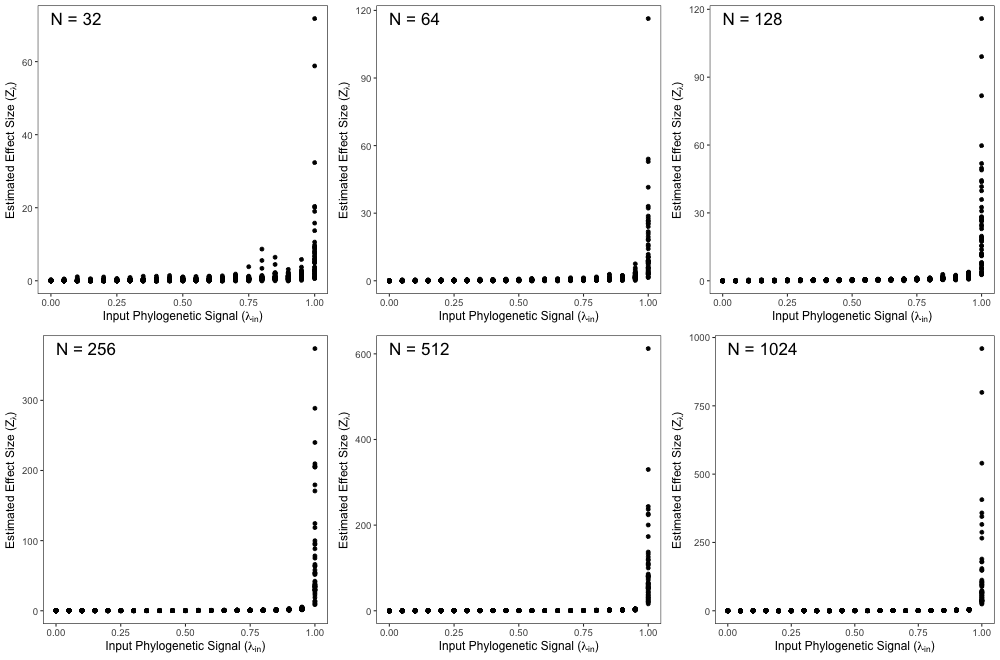 N = 32
Estimated Effect Size (Zλ)
60
40
20
0
0.00 0.25 0.50 0.75 1.00
Input Phylogenetic Signal (λin)
N = 64
Estimated Effect Size (Zλ)
120
90
60
30
0
0.00 0.25 0.50 0.75 1.00
Input Phylogenetic Signal (λin)
N = 128
Estimated Effect Size (Zλ)
120
90
60
30
0
0.00 0.25 0.50 0.75 1.00
Input Phylogenetic Signal (λin)
N = 256
Estimated Effect Size (Zλ)
300
200
100
0
0.00 0.25 0.50 0.75 1.00
Input Phylogenetic Signal (λin)
N = 512
Estimated Effect Size (Zλ)
600
400
200
0
0.00 0.25 0.50 0.75 1.00
Input Phylogenetic Signal (λin)
N = 1024
Estimated Effect Size (Zλ)
1000
750
500
250
0
0.00 0.25 0.50 0.75 1.00
Input Phylogenetic Signal (λin)